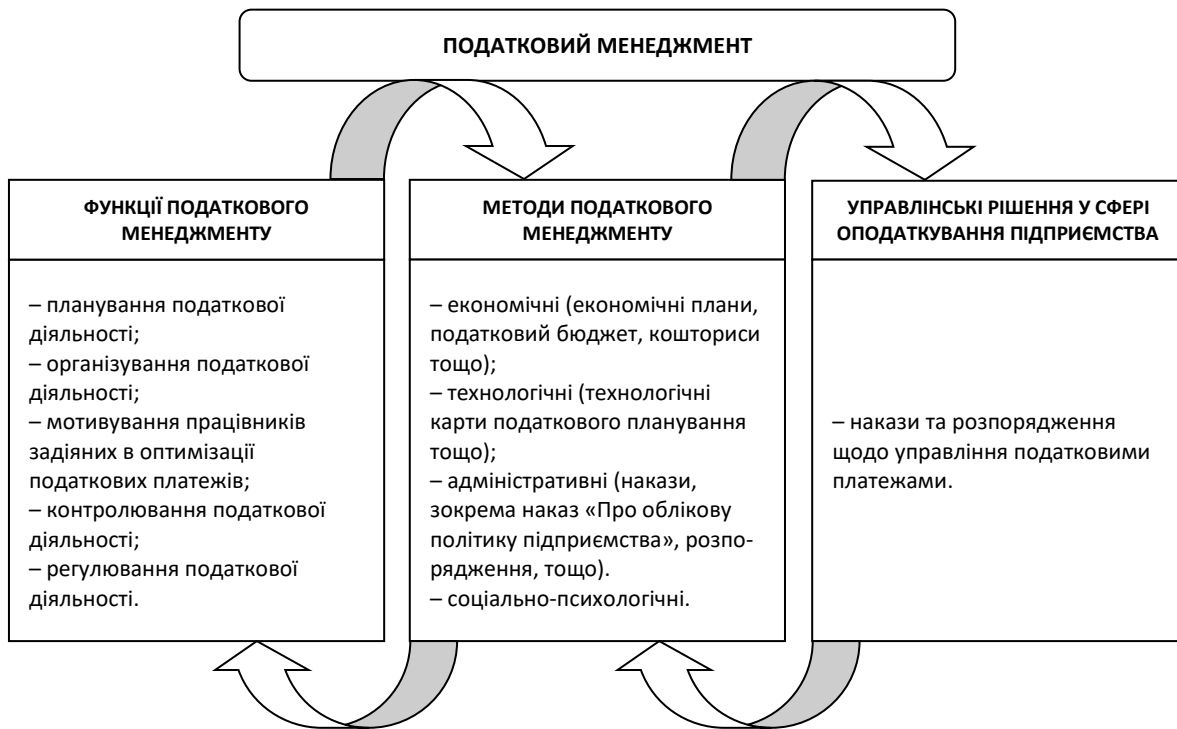 ПОДАТКОВИЙ МЕНЕДЖМЕНТ
ФУНКЦІЇ ПОДАТКОВОГО
МЕНЕДЖМЕНТУ
– планування податкової
діяльності;
– організування податкової
діяльності;
– мотивування працівників
задіяних в оптимізації
податкових платежів;
– контролювання податкової
діяльності;
– регулювання податкової
діяльності.
МЕТОДИ ПОДАТКОВОГО
МЕНЕДЖМЕНТУ
– економічні (економічні плани,
податковий бюджет, кошториси
тощо);
– технологічні (технологічні
карти податкового планування
тощо);
– адміністративні (накази,
зокрема наказ «Про облікову
політику підприємства», розпо-
рядження, тощо).
– соціально-психологічні.
УПРАВЛІНСЬКІ РІШЕННЯ У СФЕРІ
ОПОДАТКУВАННЯ ПІДПРИЄМСТВА
– накази та розпорядження
щодо управління податковими
платежами.